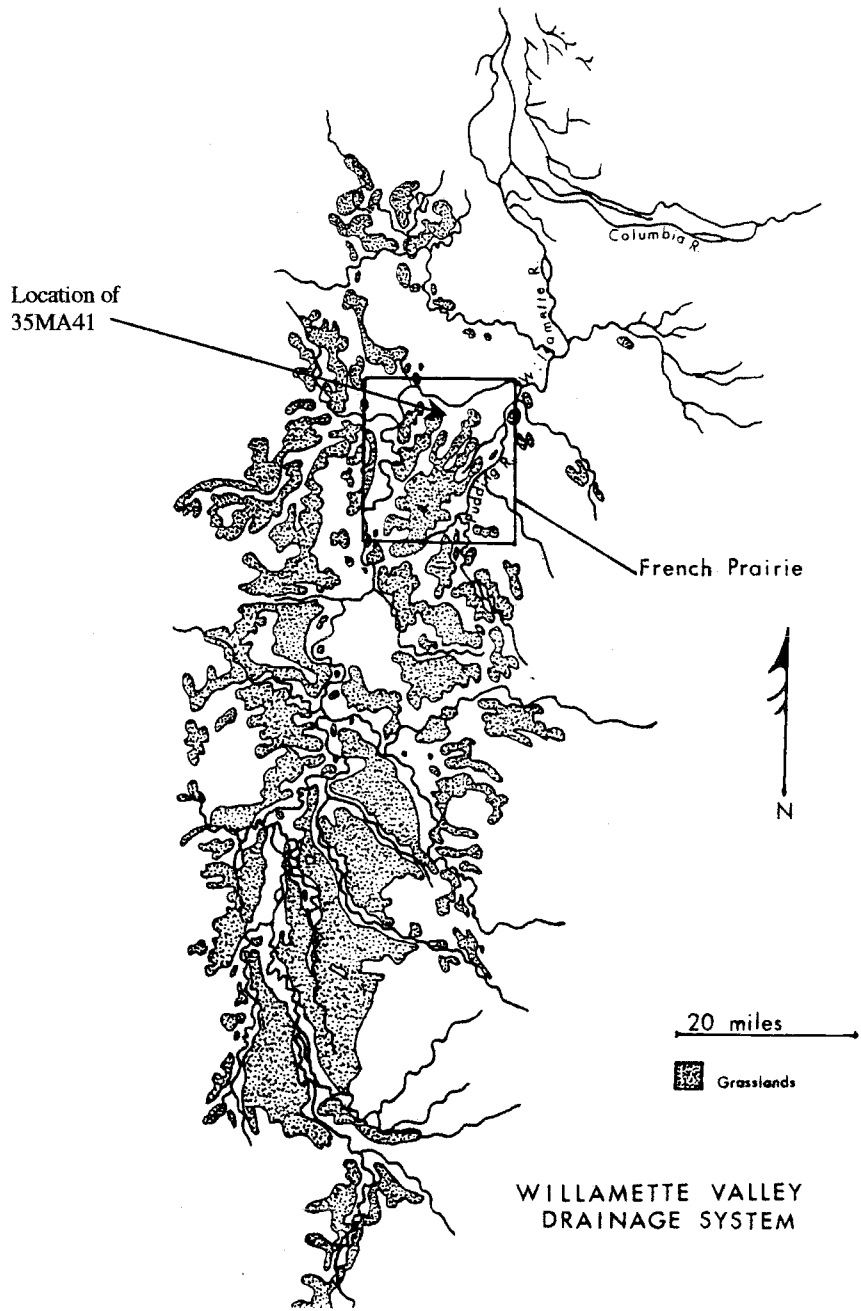 Columbia R.
Willamette R.
Location of
35MA41
Pudding R.
French Prairie
N
20 miles
Grasslands
WILLAMETTE VALLEY
DRAINAGE SYSTEM